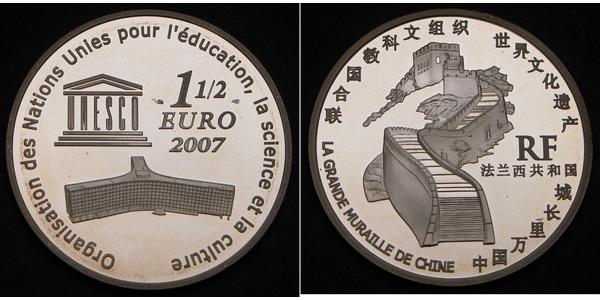 Organisation des Nations Unies pour l'éducation, la science et la culture
UNESCO
1 1/2
EURO
2007
联合国教科文组织 世界文化遗产
RF
法兰西共和国
中国万里长城
LA GRANDE MURAILLE DE CHINE